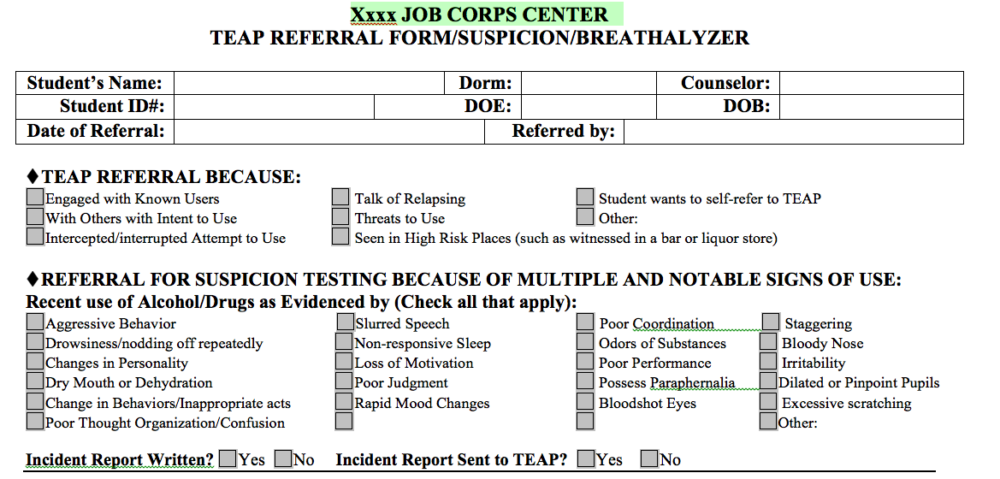 Xxxx JOB CORPS CENTER
TEAP REFERRAL FORM/SUSPICION/BREATHALYZER
Student’s Name: Dorm: Counselor:
Student ID#: DOE: DOB:
Date of Referral: Referred by:
♦TEAP REFERRAL BECAUSE:
Engaged with Known Users Talk of Relapsing Student wants to self-refer to TEAP
With Others with Intent to Use Threats to Use Other:
Intercepted/interrupted Attempt to Use Seen in High Risk Places (such as witnessed in a bar or liquor store)
♦REFERRAL FOR SUSPICION TESTING BECAUSE OF MULTIPLE AND NOTABLE SIGNS OF USE:
Recent use of Alcohol/Drugs as Evidenced by (Check all that apply):
Aggressive Behavior Slurred Speech Poor Coordination Staggering
Drowsiness/nodding off repeatedly Non-responsive Sleep Odors of Substances Bloody Nose
Changes in Personality Loss of Motivation Poor Performance Irritability
Dry Mouth or Dehydration Poor Judgment Possess Paraphernalia Dilated or Pinpoint Pupils
Change in Behaviors/Inappropriate acts Rapid Mood Changes Bloodshot Eyes Excessive scratching
Poor Thought Organization/Confusion Other:
Incident Report Written? Yes No Incident Report Sent to TEAP? Yes No